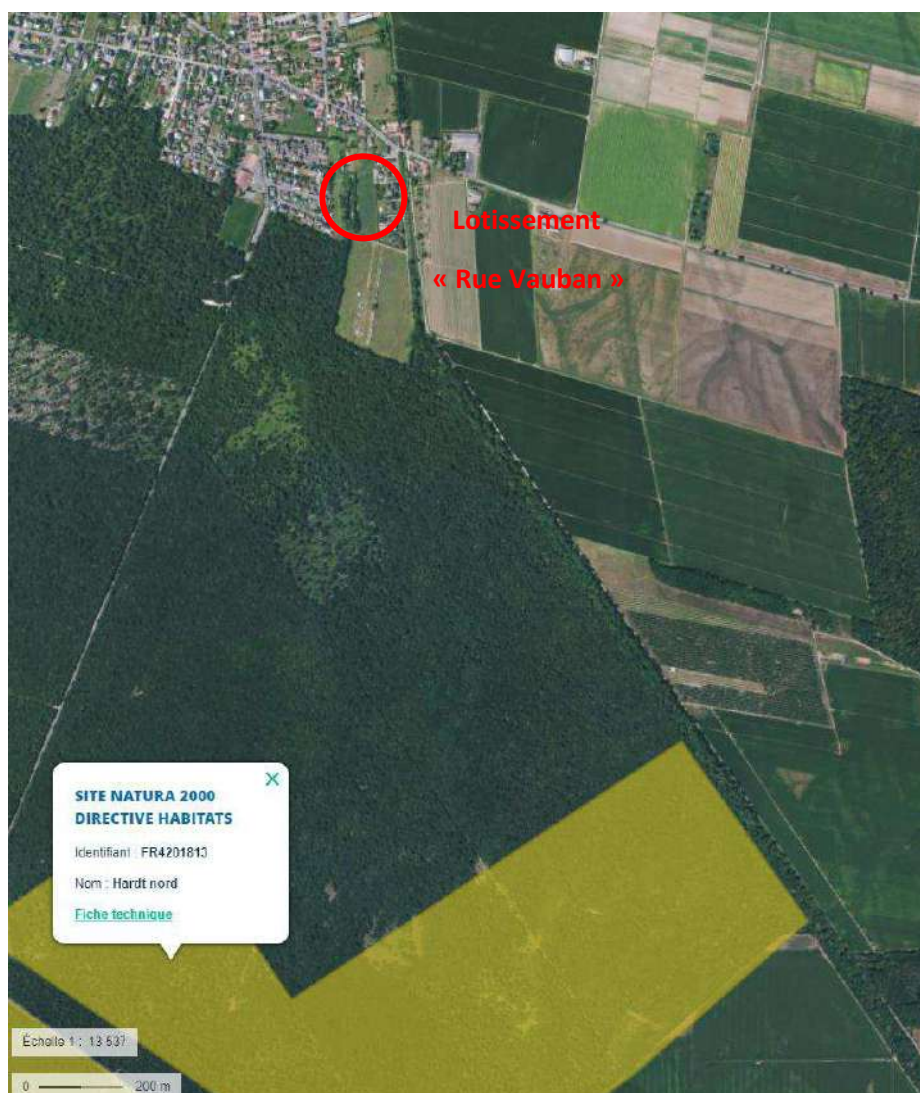 Lotissement
« Rue Vauban »
SITE NATURA 2000
DIRECTIVE HABITATS
Identifiant : FR4201813
Nom : Hardt nord
Fiche technique
Échelle 1 : 13 537
0 200 m